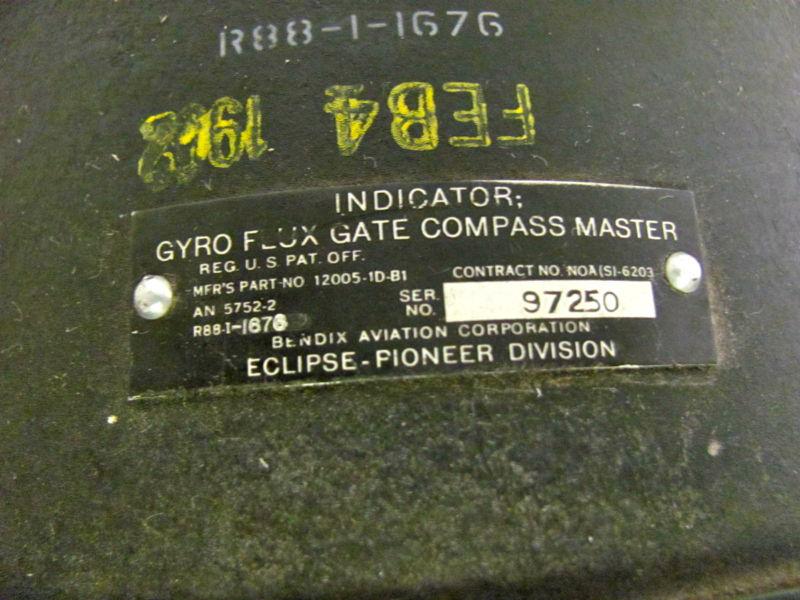 R88-1-1676
FEB4 19
INDICATOR;
GYRO FLUX GATE COMPASS MASTER
REG. U. S. PAT. OFF.
MFR'S PART NO 12005-1D-B1 CONTRACT NO. NOA(S)-6203
AN 5752-2 SER. NO. 97250
R88-I-1676
BENDIX AVIATION CORPORATION
ECLIPSE-PIONEER DIVISION